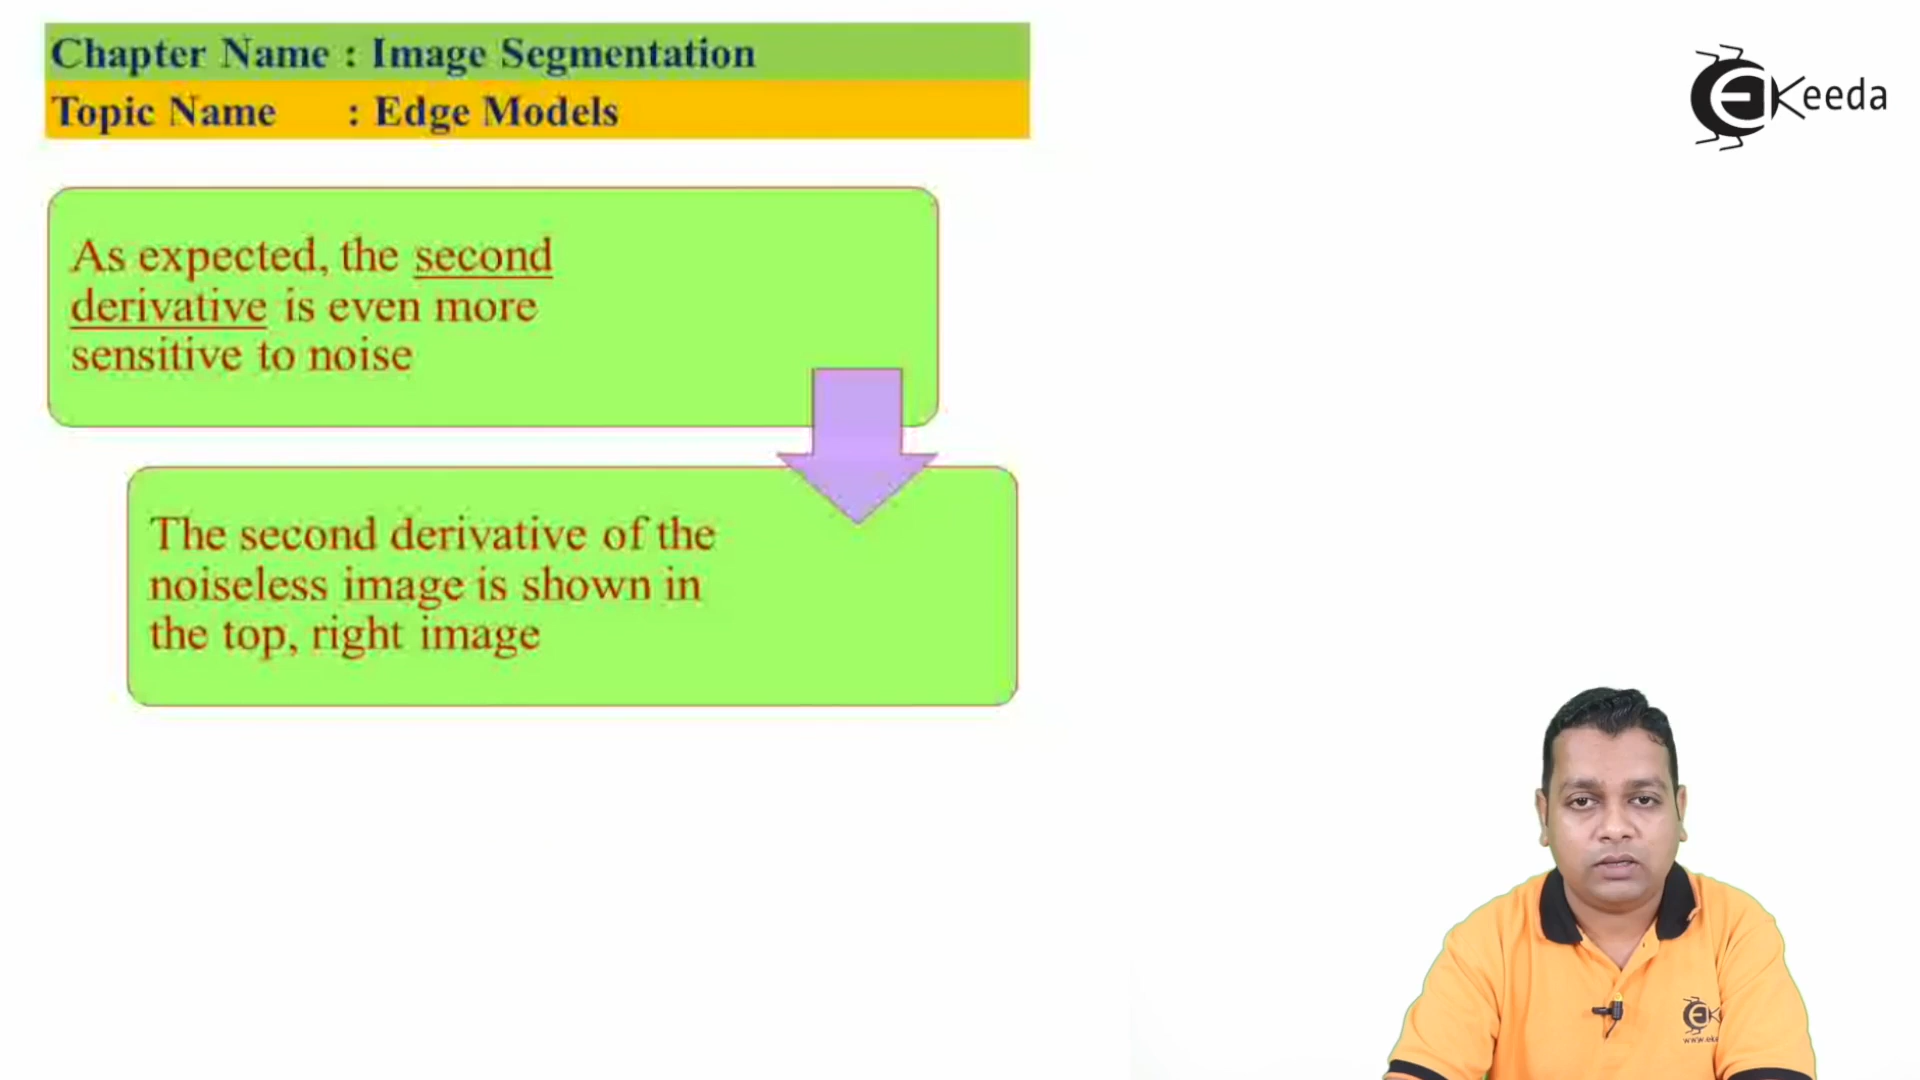 Chapter Name : Image Segmentation
Topic Name : Edge Models
EKeeda
As expected, the second
derivative is even more
sensitive to noise
The second derivative of the
noiseless image is shown in
the top, right image